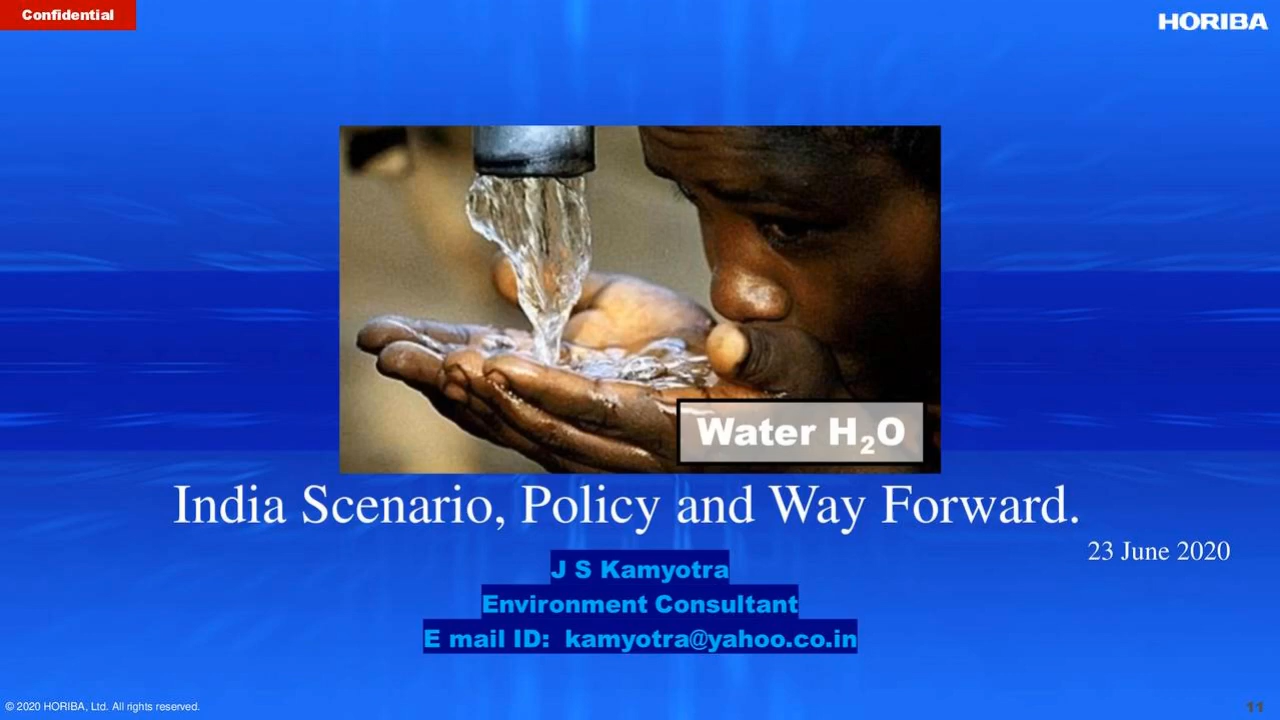 Confidential
HORIBA
Water H₂O
India Scenario, Policy and Way Forward.
23 June 2020
J S Kamyotra
Environment Consultant
E mail ID:  kamyotra@yahoo.co.in
© 2020 HORIBA, Ltd. All rights reserved.
11